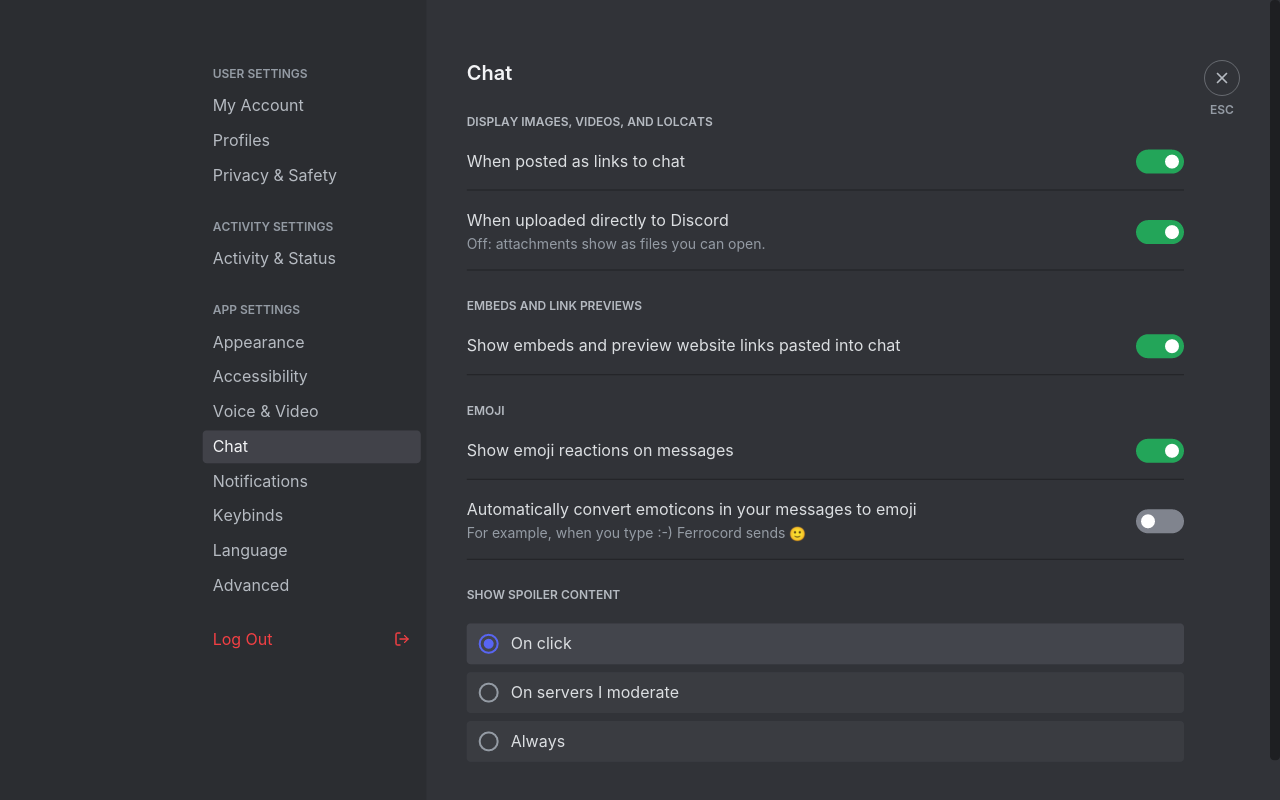 USER SETTINGS
My Account
Profiles
Privacy & Safety
ACTIVITY SETTINGS
Activity & Status
APP SETTINGS
Appearance
Accessibility
Voice & Video
Chat
Notifications
Keybinds
Language
Advanced
Log Out
Chat
ESC
DISPLAY IMAGES, VIDEOS, AND LOLCATS
When posted as links to chat
When uploaded directly to Discord
Off: attachments show as files you can open.
EMBEDS AND LINK PREVIEWS
Show embeds and preview website links pasted into chat
EMOJI
Show emoji reactions on messages
Automatically convert emoticons in your messages to emoji
For example, when you type :-) Ferrocord sends 🙂
SHOW SPOILER CONTENT
On click
On servers I moderate
Always